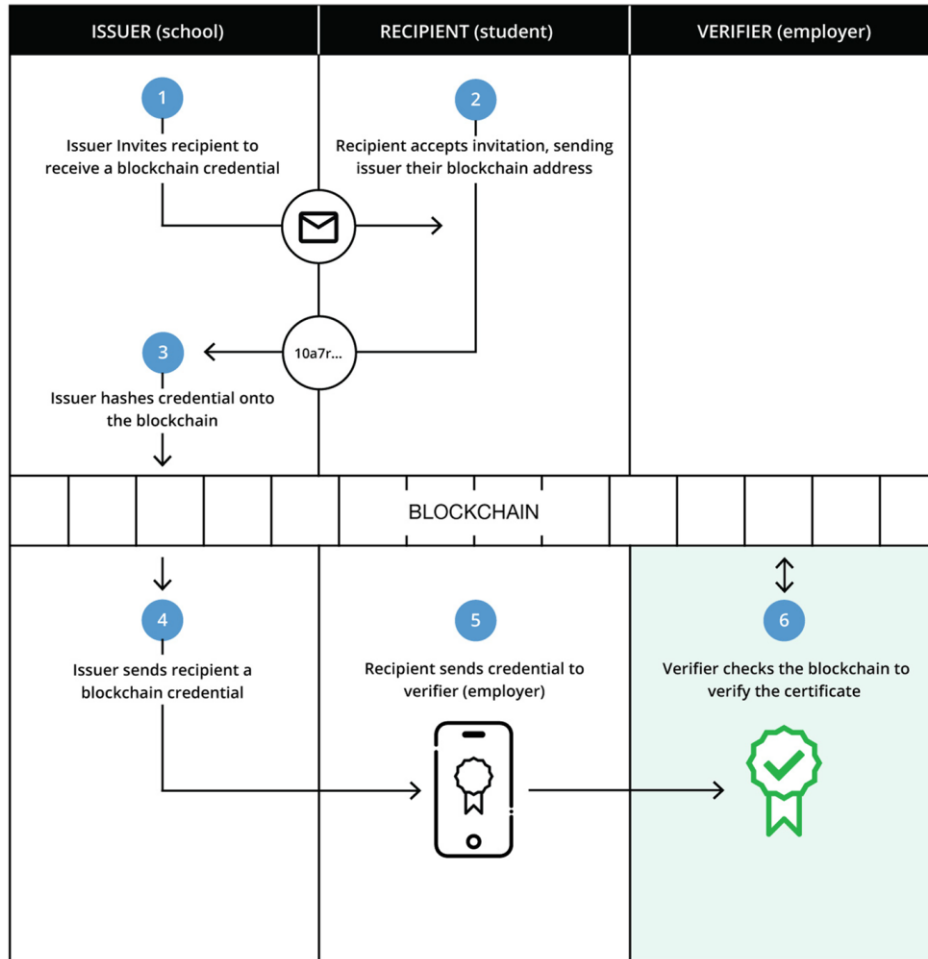 ISSUER (school)
RECIPIENT (student)
VERIFIER (employer)
1
Issuer Invites recipient to
receive a blockchain credential
2
Recipient accepts invitation, sending
issuer their blockchain address
3
10a7r...
Issuer hashes credential onto
the blockchain
BLOCKCHAIN
4
Issuer sends recipient a
blockchain credential
5
Recipient sends credential to
verifier (employer)
6
Verifier checks the blockchain to
verify the certificate